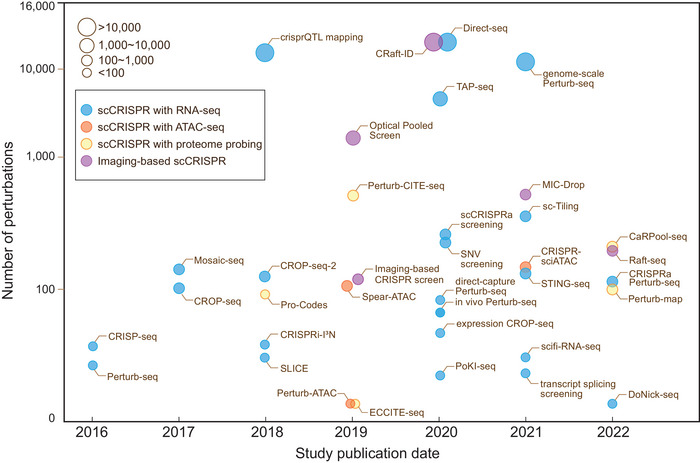 16,000
10,000
1,000
100
0
Number of perturbations
>10,000
1,000~10,000
100~1,000
<100
scCRISPR with RNA-seq
scCRISPR with ATAC-seq
scCRISPR with proteome probing
Imaging-based scCRISPR
CRISP-seq
Perturb-seq
Mosaic-seq
CROP-seq
crisprQTL mapping
CROP-seq-2
Pro-Codes
CRISPRi-I³N
SLICE
Optical Pooled
Screen
Perturb-CITE-seq
Imaging-based
CRISPR screen
Spear-ATAC
Perturb-ATAC
ECCITE-seq
CRaft-ID
Direct-seq
TAP-seq
scCRISPRa
screening
SNV
screening
direct-capture
Perturb-seq
in vivo Perturb-seq
expression CROP-seq
PoKI-seq
genome-scale
Perturb-seq
MIC-Drop
sc-Tiling
CRISPR-
sciATAC
STING-seq
scifi-RNA-seq
transcript splicing
screening
CaRPool-seq
Raft-seq
CRISPRa
Perturb-seq
Perturb-map
DoNick-seq
2016
2017
2018
2019
2020
2021
2022
Study publication date